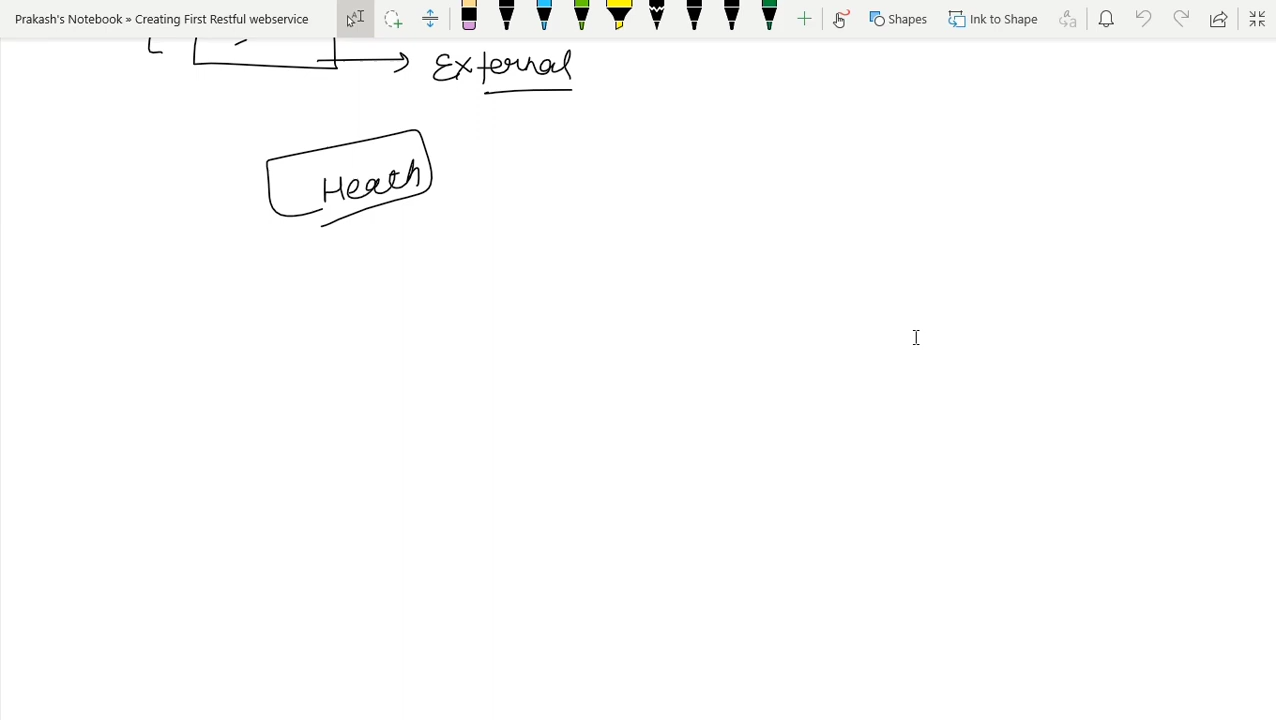 Prakash's Notebook » Creating First Restful webservice
Shapes
Ink to Shape
External
Heath